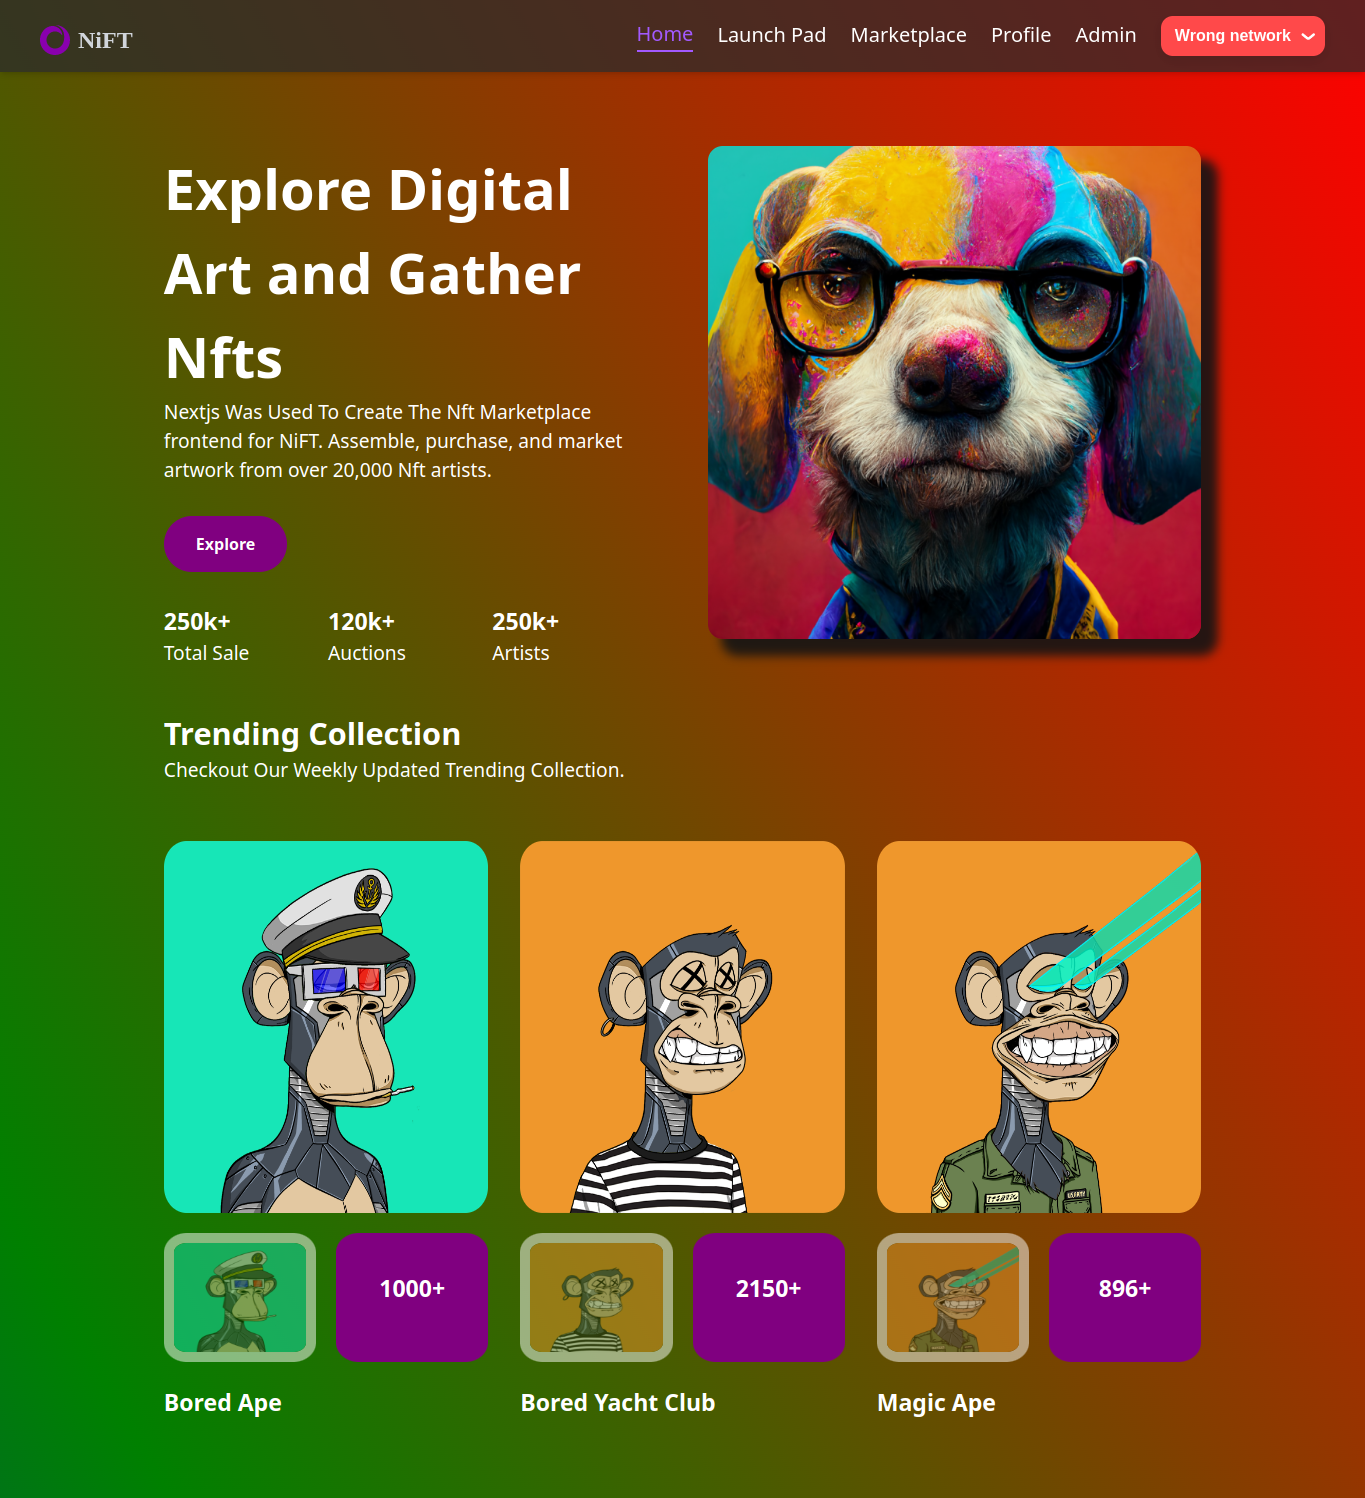 NiFT
Home Launch Pad Marketplace Profile Admin Wrong network
Explore Digital
Art and Gather
Nfts
Nextjs Was Used To Create The Nft Marketplace
frontend for NiFT. Assemble, purchase, and market
artwork from over 20,000 Nft artists.
Explore
250k+ 120k+ 250k+
Total Sale Auctions Artists
Trending Collection
Checkout Our Weekly Updated Trending Collection.
1000+ 2150+ 896+
Bored Ape Bored Yacht Club Magic Ape